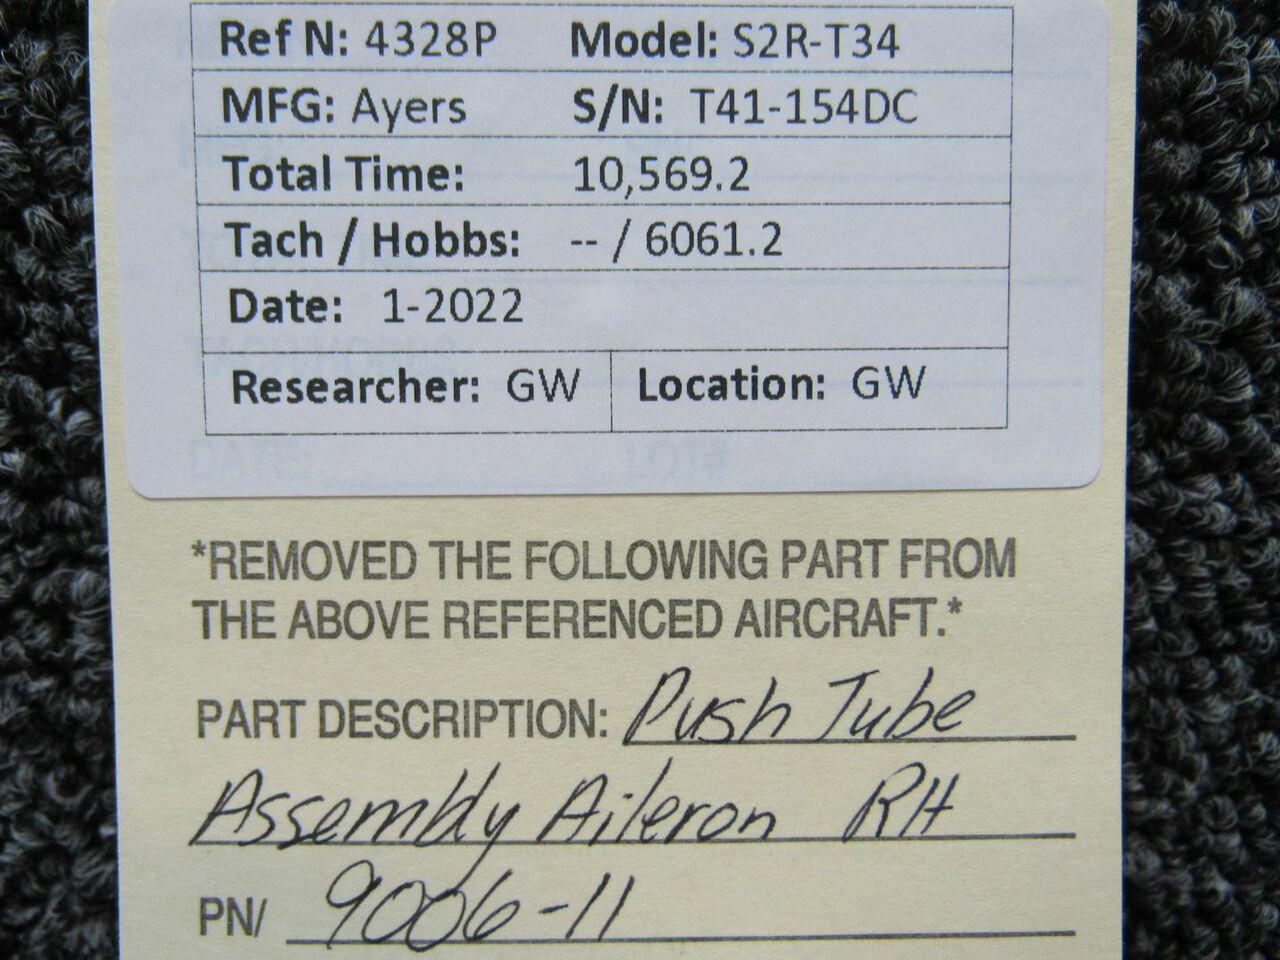 Ref N: 4328P Model: S2R-T34
MFG: Ayers S/N: T41-154DC
Total Time: 10,569.2
Tach / Hobbs: -- / 6061.2
Date: 1-2022
Researcher: GW Location: GW
DATE: LOT#
*REMOVED THE FOLLOWING PART FROM
THE ABOVE REFERENCED AIRCRAFT.*
PART DESCRIPTION: Push Tube
Assembly Aileron RH
PN/ 9006-11